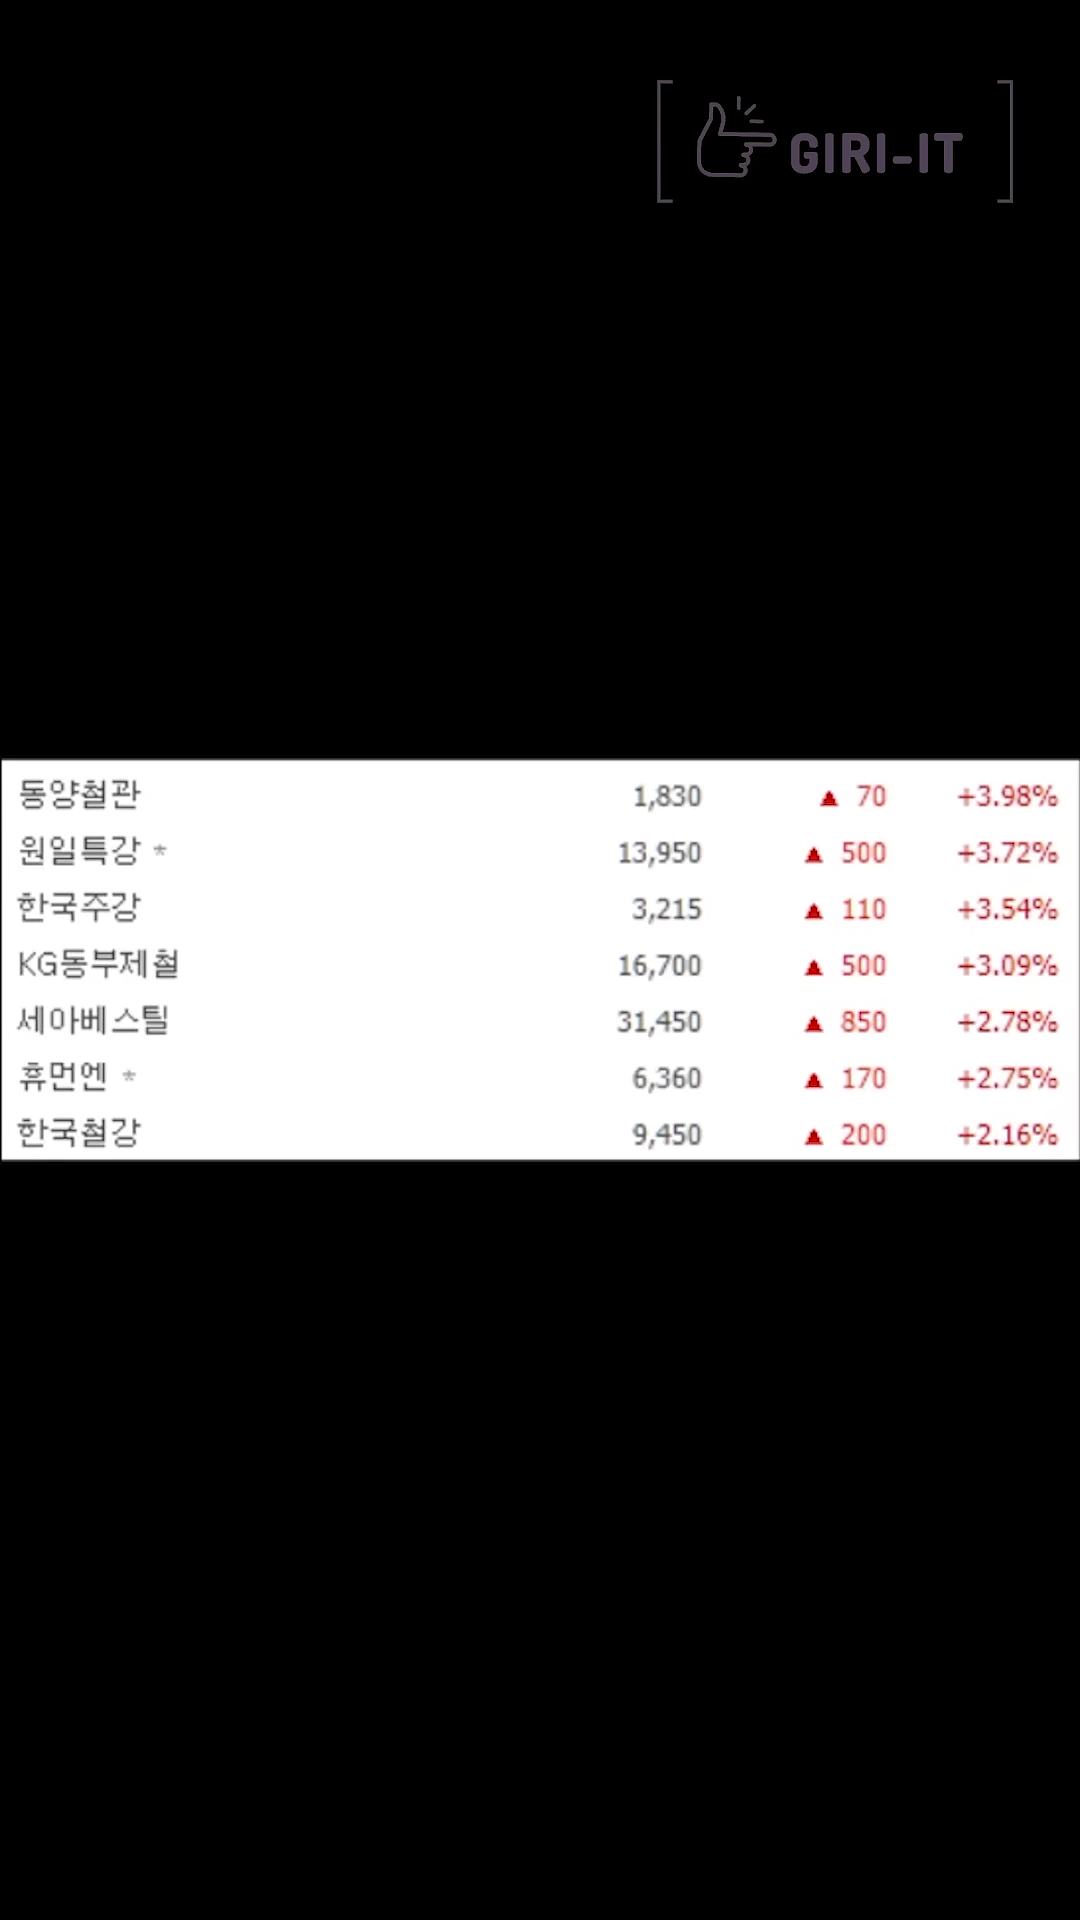 GIRI-IT
동양철관 1,830 ▲ 70 +3.98%
원일특강 * 13,950 ▲ 500 +3.72%
한국주강 3,215 ▲ 110 +3.54%
KG동부제철 16,700 ▲ 500 +3.09%
세아베스틸 31,450 ▲ 850 +2.78%
휴먼엔 * 6,360 ▲ 170 +2.75%
한국철강 9,450 ▲ 200 +2.16%